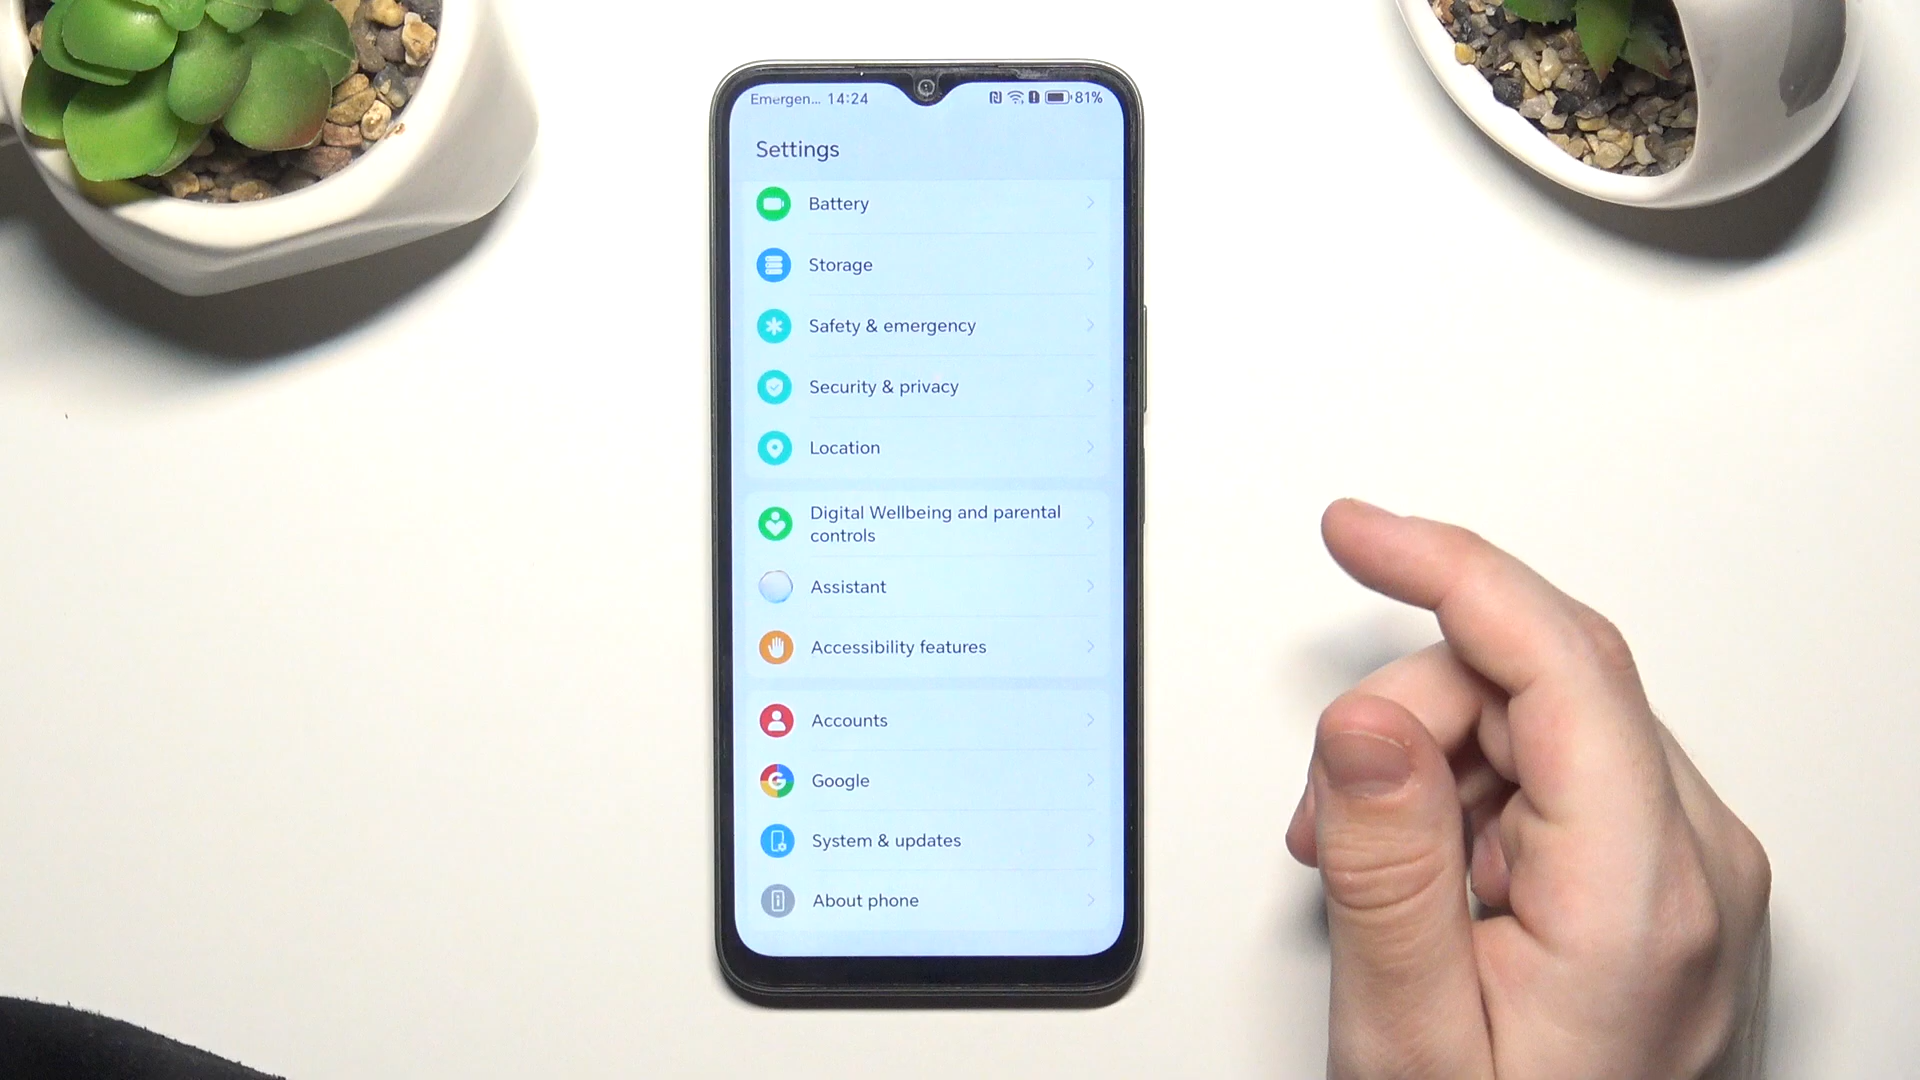 Emergen... 14:24 81%
Settings
Battery
Storage
Safety & emergency
Security & privacy
Location
Digital Wellbeing and parental
controls
Assistant
Accessibility features
Accounts
Google
System & updates
About phone